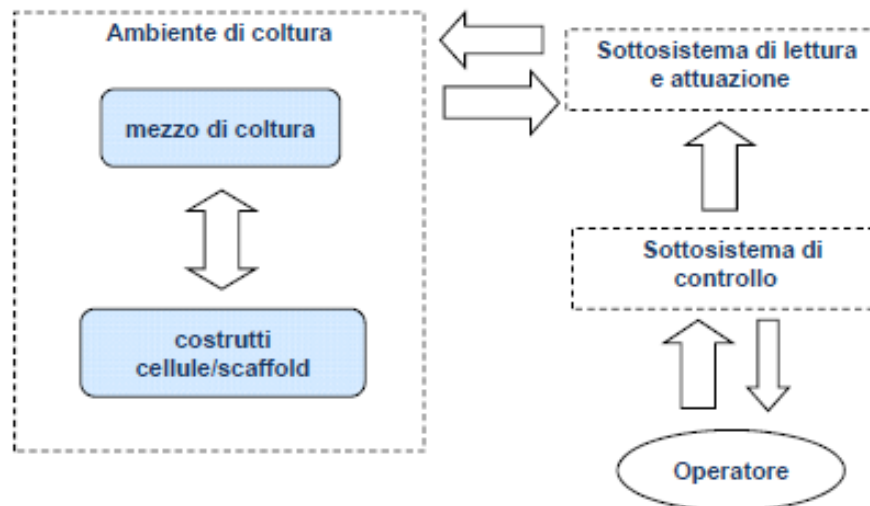 Ambiente di coltura
mezzo di coltura
costrutti
cellule/scaffold
Sottosistema di lettura
e attuazione
Sottosistema di
controllo
Operatore